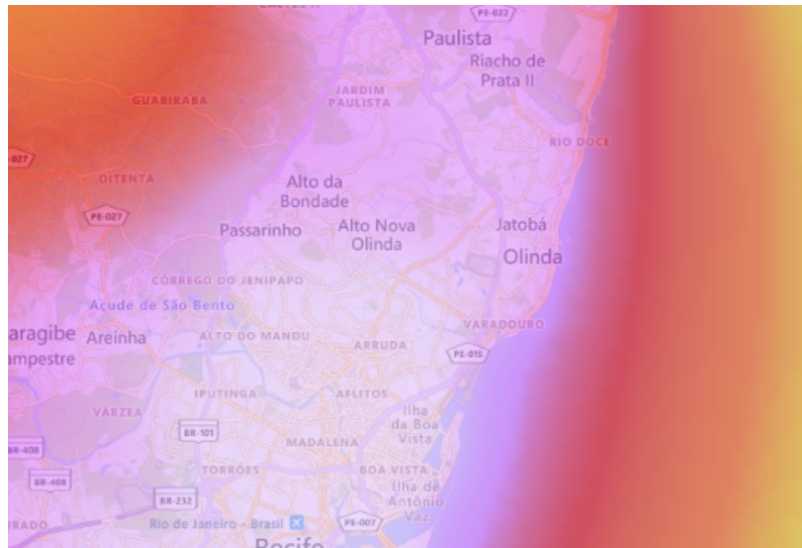 PE-022
Paulista
Riacho de
Prata II
JARDIM
PAULISTA
GUABIRABA
RIO DOCE
-027
OITENTA
Alto da
Bondade
PE-027
Passarinho
Alto Nova
Olinda
Jatobá
Olinda
CÓRREGO DO JENIPAPO
Açude de São Bento
aragibe
Areinha
ampestre
ALTO DO MANDU
ARRUDA
VARADOURO
PE-015
IPUTINGA
AFLITOS
VÁRZEA
Ilha
da Boa
Vista
BR-101
MADALENA
BR-408
BR-408
TORRÕES
BOA VISTA
Ilha de
Antônio
Vaz
BR-232
Rio de Janeiro - Brasil
PE-007
URADO
Recife